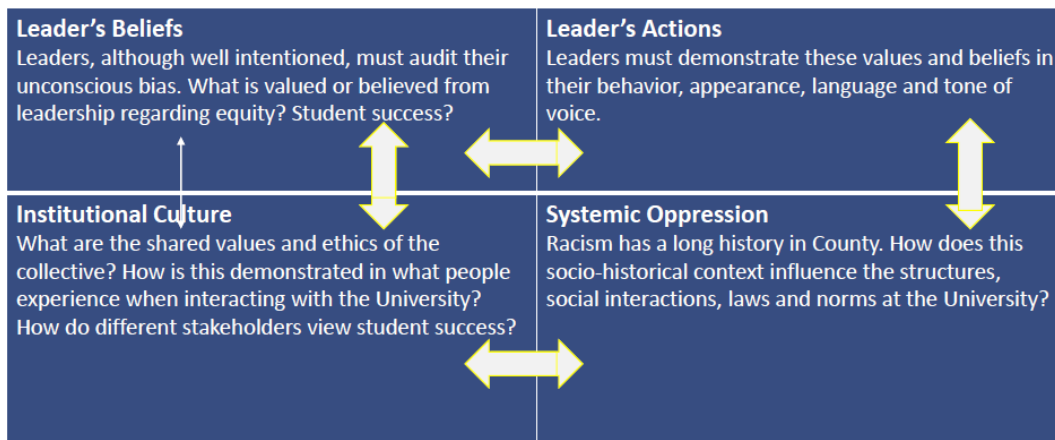 Leader's Beliefs
Leaders, although well intentioned, must audit their
unconscious bias. What is valued or believed from
leadership regarding equity? Student success?
Leader's Actions
Leaders must demonstrate these values and beliefs in
their behavior, appearance, language and tone of
voice.
Institutional Culture
What are the shared values and ethics of the
collective? How is this demonstrated in what people
experience when interacting with the University?
How do different stakeholders view student success?
Systemic Oppression
Racism has a long history in County. How does this
socio-historical context influence the structures,
social interactions, laws and norms at the University?